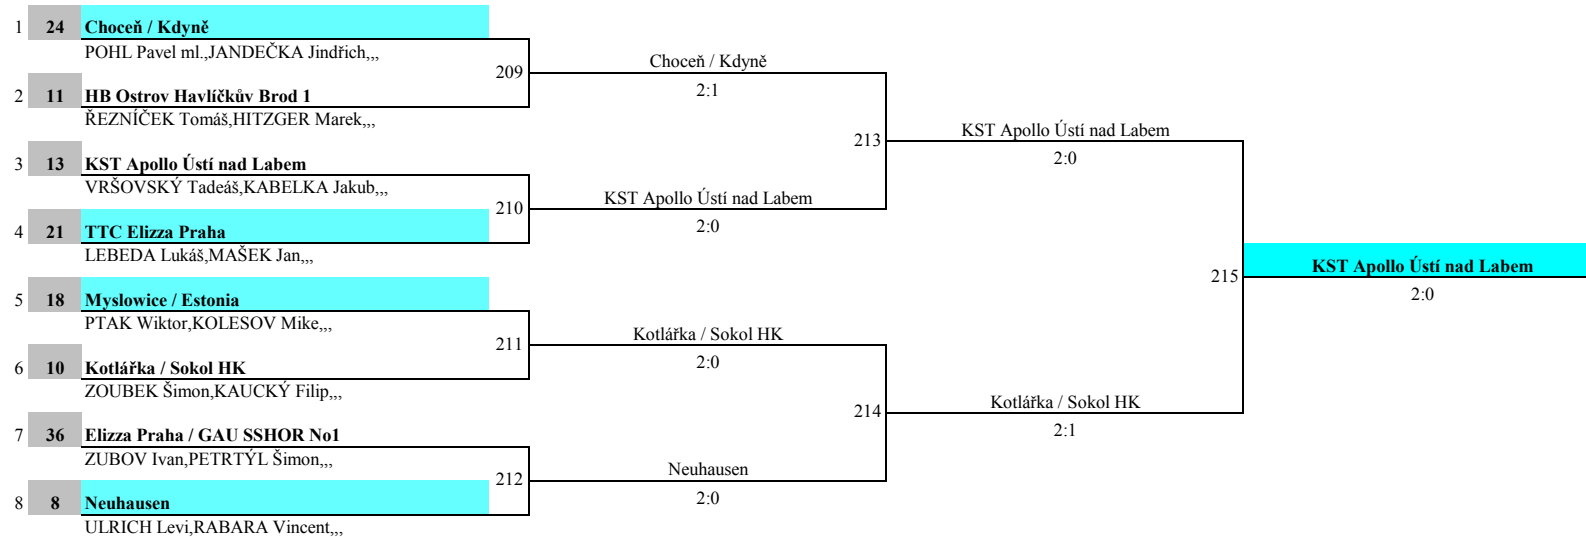 1 24 Choceň / Kdyně
POHL Pavel ml.,JANDEČKA Jindřich,,,
209
Choceň / Kdyně
2:1
2 11 HB Ostrov Havlíčkův Brod 1
ŘEZNÍČEK Tomáš,HITZGER Marek,,,
213
KST Apollo Ústí nad Labem
2:0
3 13 KST Apollo Ústí nad Labem
VRŠOVSKÝ Tadeáš,KABELKA Jakub,,,
210
KST Apollo Ústí nad Labem
2:0
4 21 TTC Elizza Praha
LEBEDA Lukáš,MAŠEK Jan,,,
215
KST Apollo Ústí nad Labem
2:0
5 18 Myslowice / Estonia
PTAK Wiktor,KOLESOV Mike,,,
211
Kotlářka / Sokol HK
2:0
6 10 Kotlářka / Sokol HK
ZOUBEK Šimon,KAUCKÝ Filip,,,
214
Kotlářka / Sokol HK
2:1
7 36 Elizza Praha / GAU SSHOR No1
ZUBOV Ivan,PETRTÝL Šimon,,,
212
Neuhausen
2:0
8 8 Neuhausen
ULRICH Levi,RABARA Vincent,,,